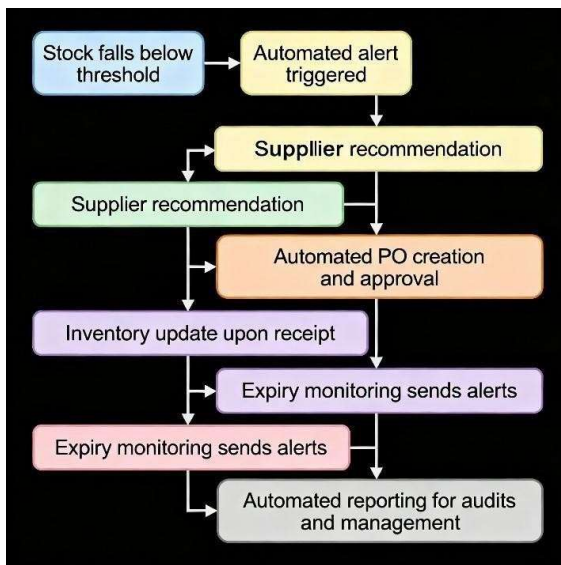 Stock falls below
threshold
Automated alert
triggered
Supplier recommendation
Supplier recommendation
Automated PO creation
and approval
Inventory update upon receipt
Expiry monitoring sends alerts
Expiry monitoring sends alerts
Automated reporting for audits
and management